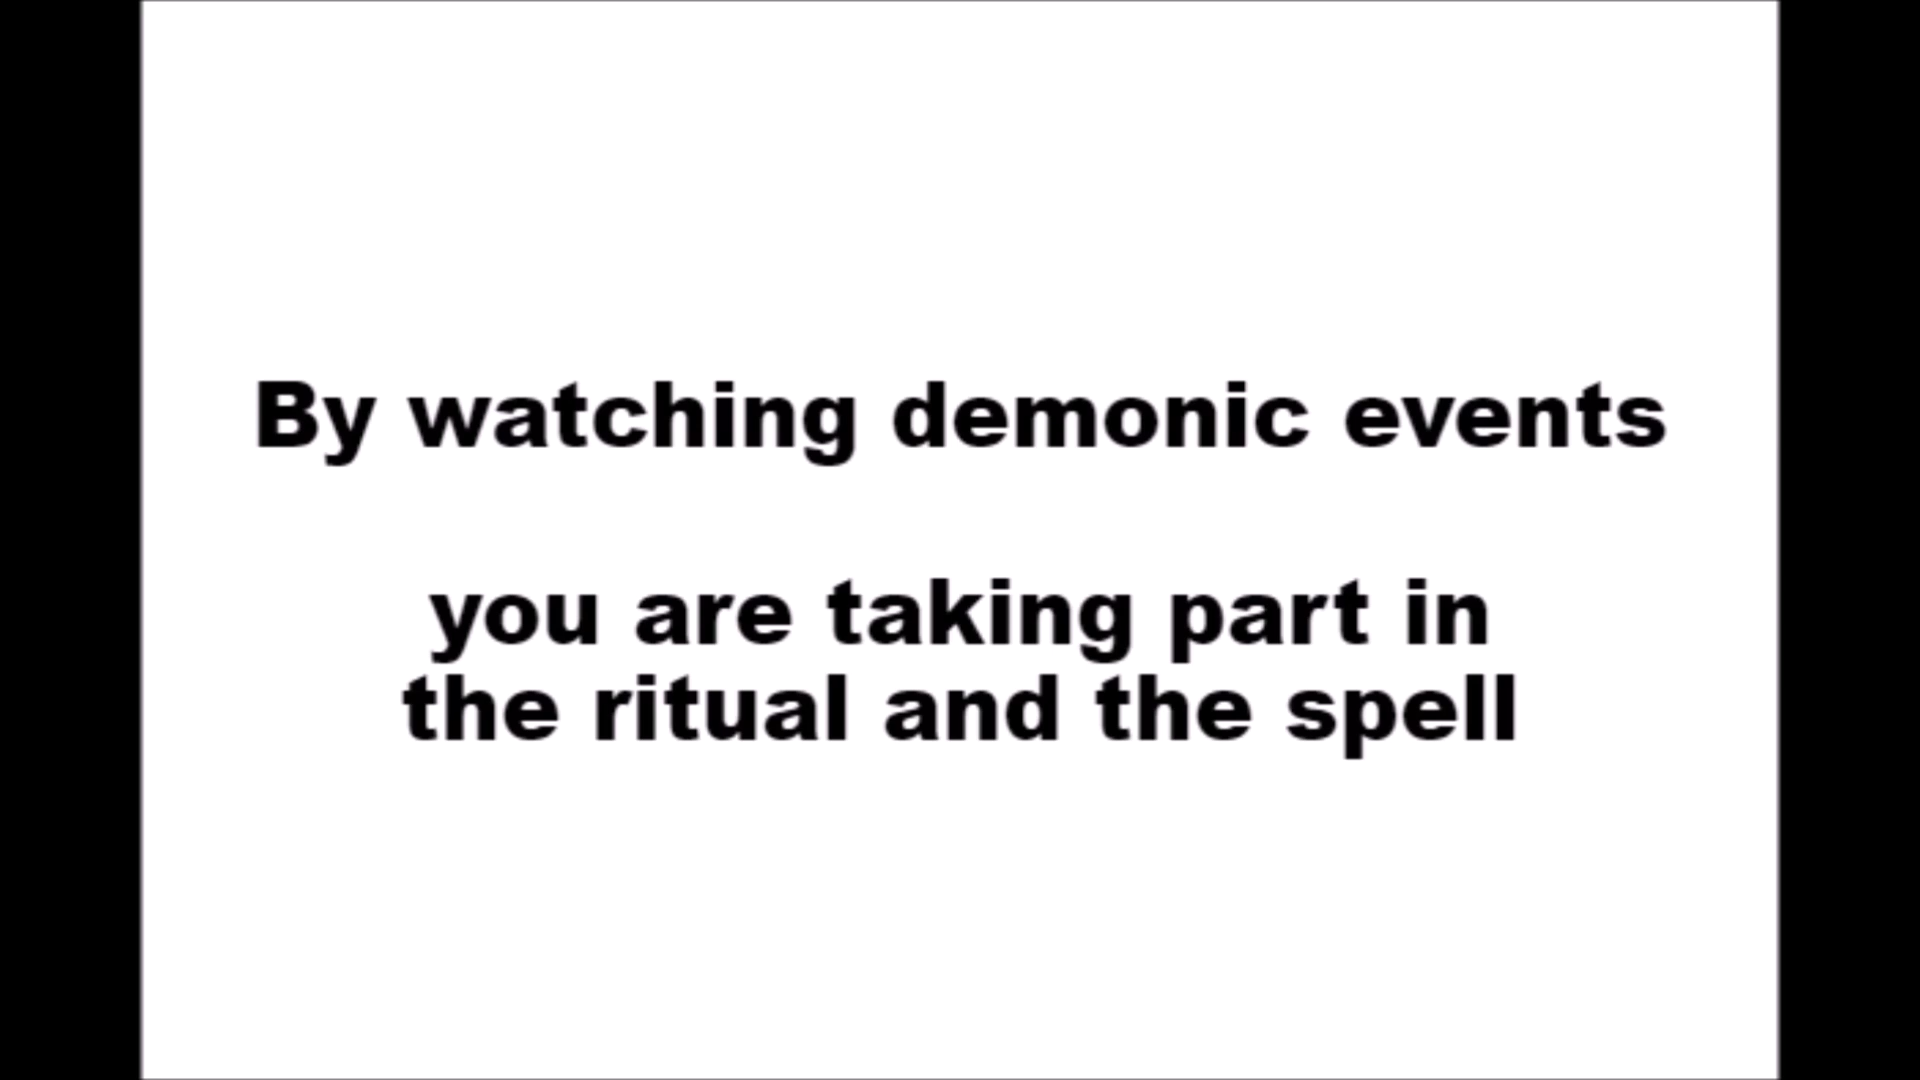 By watching demonic events
you are taking part in
the ritual and the spell